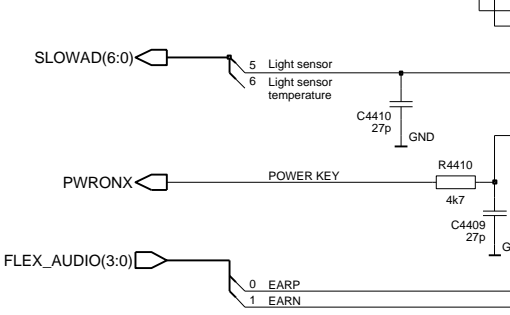 SLOWAD(6:0)
5 Light sensor
6 Light sensor
temperature
C4410
27p
GND
R4410
PWRONX
POWER KEY
4k7
C4409
27p
G
FLEX_AUDIO(3:0)
0 EARP
1 EARN